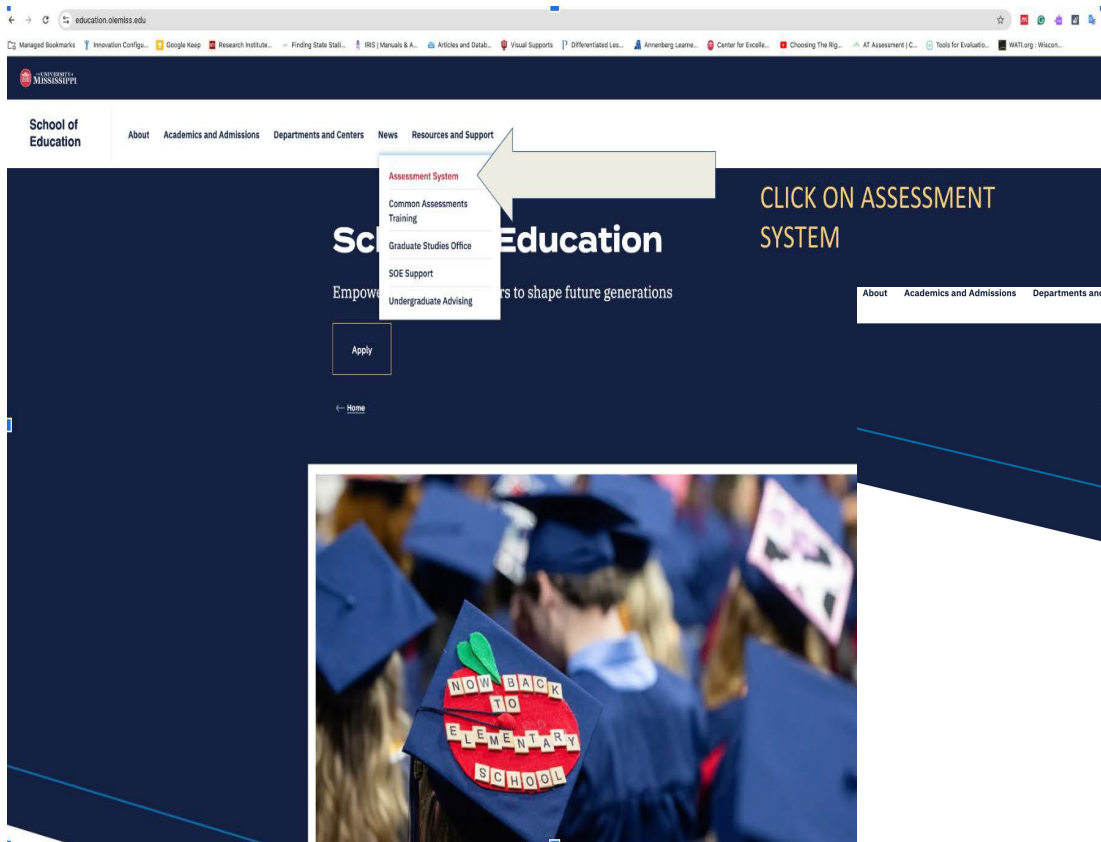 education.olemiss.edu
Managed Bookmarks Innovation Configu... Google Keep Research Institute... Finding State Stati... IRIS | Manuals & A... Articles and Datab... Visual Supports Differentiated Les... Annenberg Learne... Center for Excelle... Choosing The Rig... AT Assessment | C... Tools for Evaluatio... WATI.org : Wiscon...
UNIVERSITY
MISSISSIPPI
School of
Education
About Academics and Admissions Departments and Centers News Resources and Support
Assessment System
Common Assessments
Training
Graduate Studies Office
SOE Support
Undergraduate Advising
CLICK ON ASSESSMENT
SYSTEM
Sc Education
Empowe rs to shape future generations
About Academics and Admissions Departments and
Apply
← Home
NOW BACK
TO
ELEMENTARY
SCHOOL